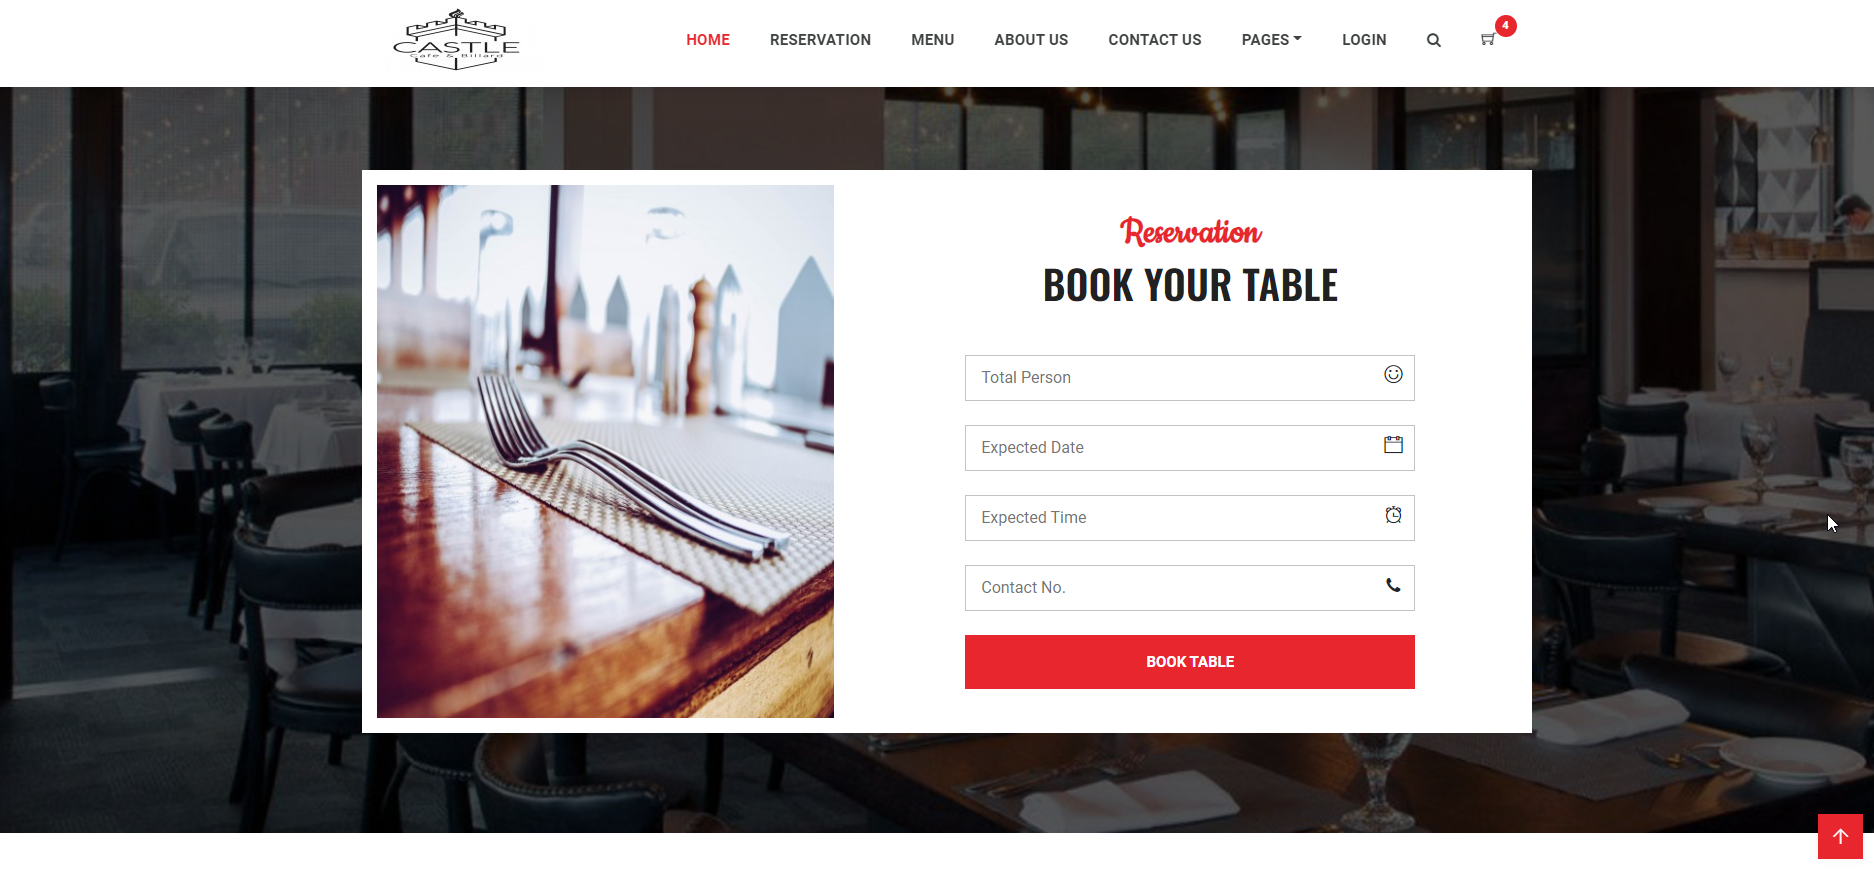 CASTLE
Cafe & Billard
HOME RESERVATION MENU ABOUT US CONTACT US PAGES LOGIN 4
Reservation
BOOK YOUR TABLE
Total Person
Expected Date
Expected Time
Contact No.
BOOK TABLE